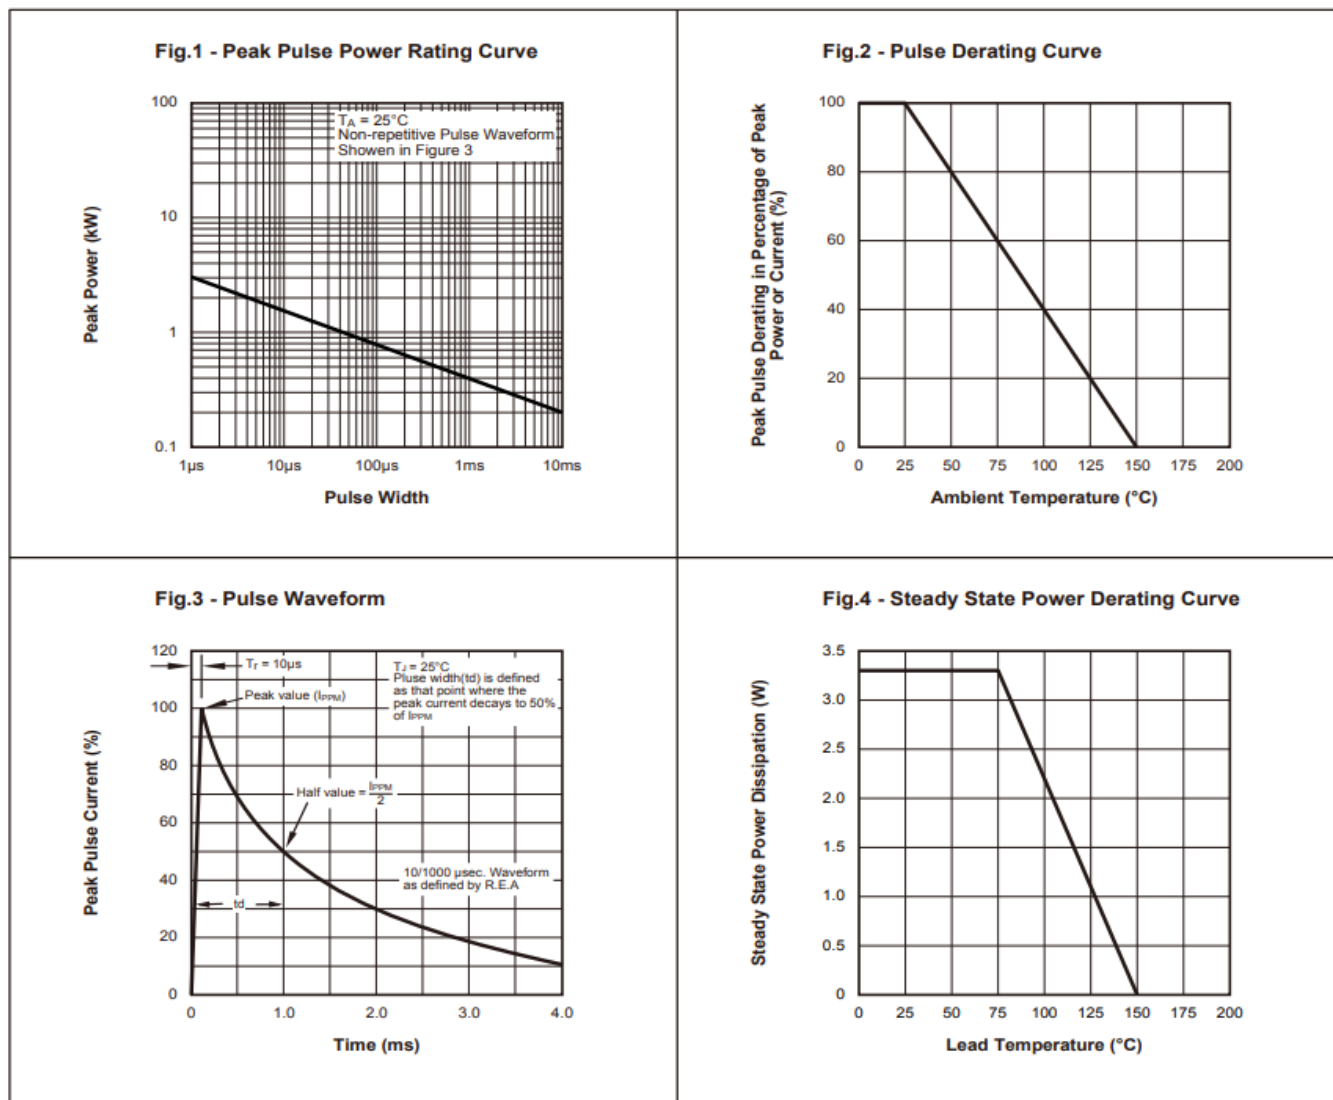 Fig.1 - Peak Pulse Power Rating Curve
100
10
1
0.1
Peak Power (kW)
TA = 25°C
Non-repetitive Pulse Waveform
Showen in Figure 3
1µs 10µs 100µs 1ms 10ms
Pulse Width
Fig.2 - Pulse Derating Curve
Peak Pulse Derating in Percentage of Peak
Power or Current (%)
100
80
60
40
20
0
0 25 50 75 100 125 150 175 200
Ambient Temperature (°C)
Fig.3 - Pulse Waveform
Peak Pulse Current (%)
120
100
80
60
40
20
0
Tr = 10µs
Peak value (IPPM)
TJ = 25°C
Pluse width(td) is defined
as that point where the
peak current decays to 50%
of IPPM
Half value = IPPM
2
10/1000 µsec. Waveform
as defined by R.E.A
td
0 1.0 2.0 3.0 4.0
Time (ms)
Fig.4 - Steady State Power Derating Curve
Steady State Power Dissipation (W)
3.5
3.0
2.5
2.0
1.5
1.0
0.5
0
0 25 50 75 100 125 150 175 200
Lead Temperature (°C)